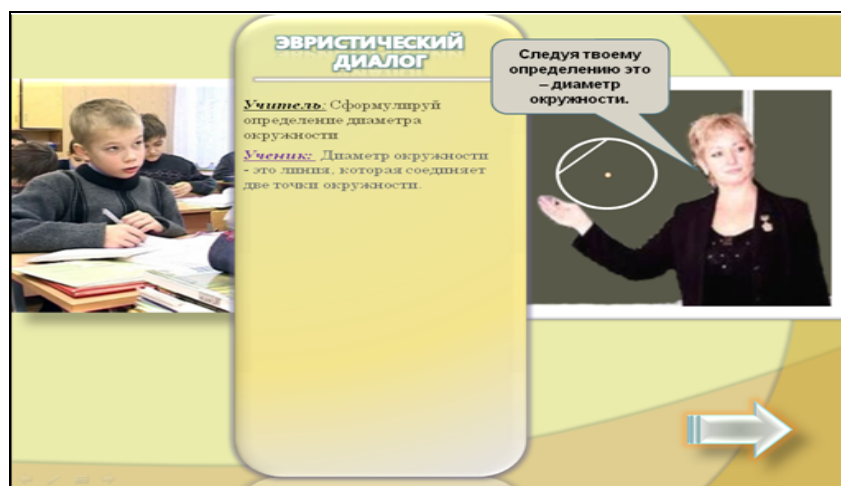 ЭВРИСТИЧЕСКИЙ
ДИАЛОГ
Учитель: Сформулируй
определение диаметра
окружности
Ученик: Диаметр окружности
- это линия, которая соединяет
две точки окружности.
Следуя твоему
определению это
– диаметр
окружности.